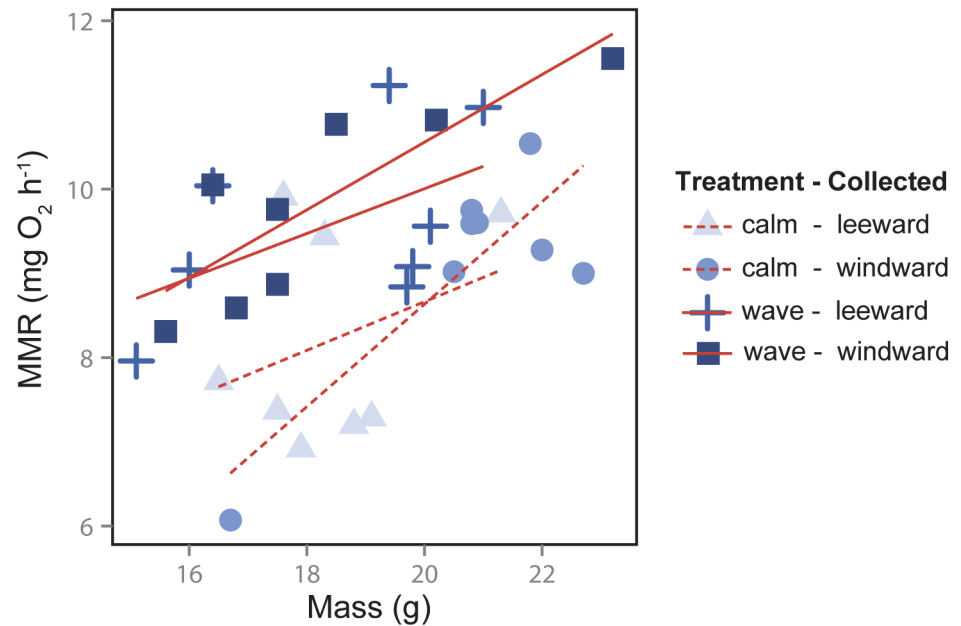 12
10
8
6
MMR (mg O₂ h⁻¹)
16 18 20 22
Mass (g)
Treatment - Collected
calm - leeward
calm - windward
wave - leeward
wave - windward